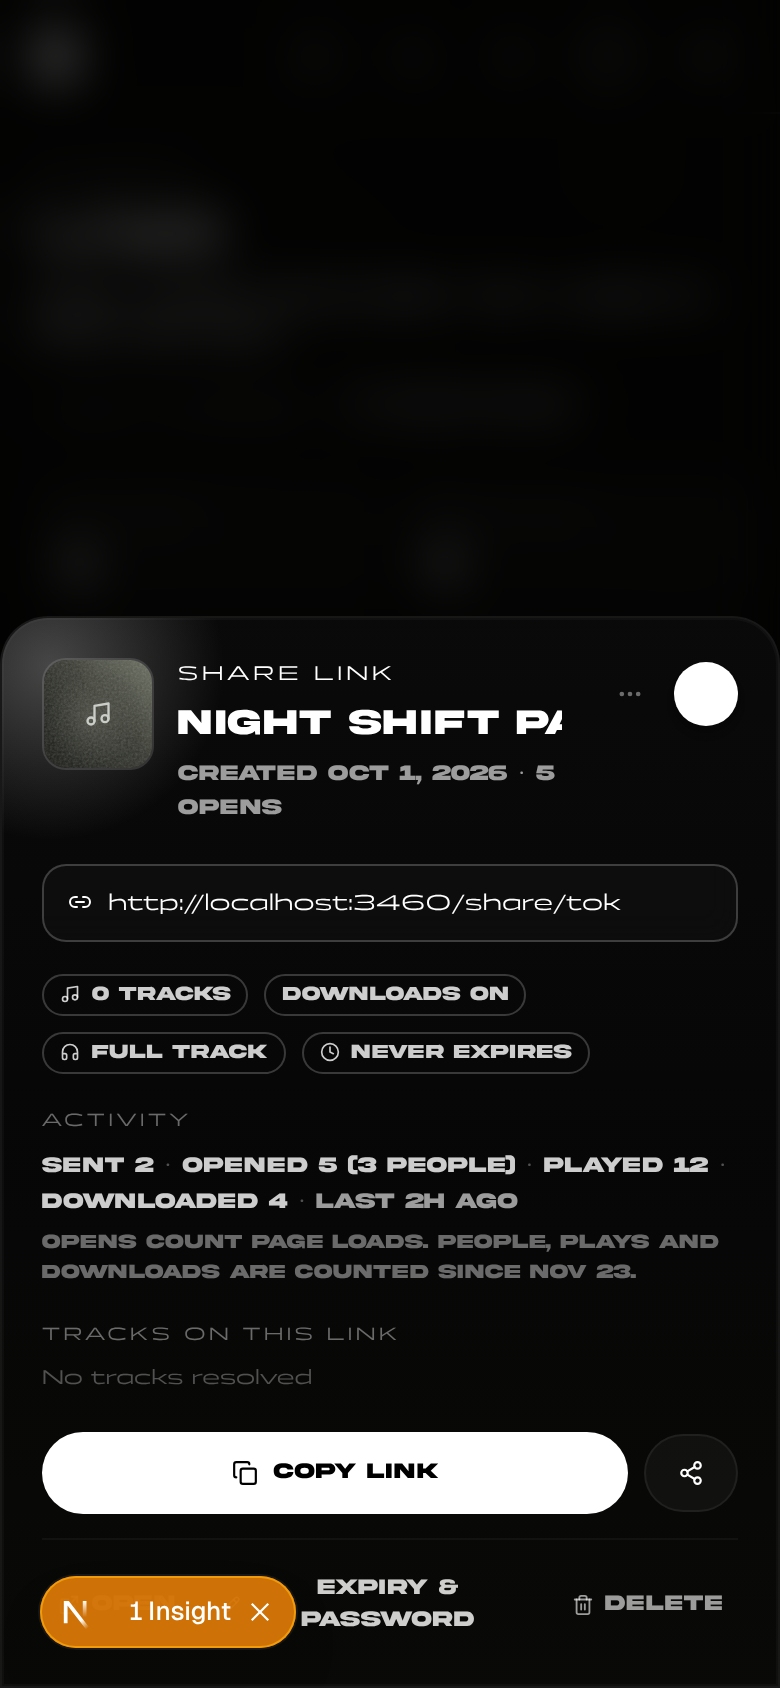 SHARE LINK
NIGHT SHIFT PA
CREATED OCT 1, 2026 · 5
OPENS
http://localhost:3460/share/tok
0 TRACKS
DOWNLOADS ON
FULL TRACK
NEVER EXPIRES
ACTIVITY
SENT 2 · OPENED 5 (3 PEOPLE) · PLAYED 12 ·
DOWNLOADED 4 · LAST 2H AGO
OPENS COUNT PAGE LOADS. PEOPLE, PLAYS AND
DOWNLOADS ARE COUNTED SINCE NOV 23.
TRACKS ON THIS LINK
No tracks resolved
COPY LINK
N 1 Insight
EXPIRY &
PASSWORD
DELETE